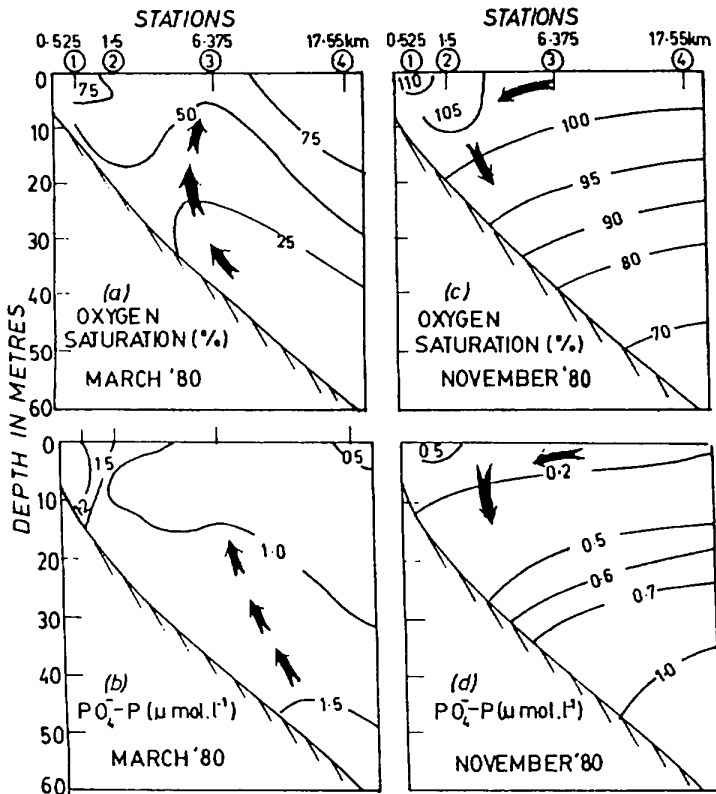 STATIONS
0·525 1·5 6·375 17·55km
① ② ③ ④
0
10
20
30
40
50
60
75
50
75
25
(a)
OXYGEN
SATURATION (%)
MARCH '80
STATIONS
0·525 1·5 6·375 17·55km
① ② ③ ④
110
105
100
95
90
80
70
(c)
OXYGEN
SATURATION (%)
NOVEMBER '80
DEPTH IN METRES
0
10
20
30
40
50
60
15
0·5
1·0
1·5
(b)
PO₄⁻-P (μ mol.l⁻¹)
MARCH '80
0·5
0·2
0·5
0·6
0·7
1·0
(d)
PO₄⁻-P (μ mol.l⁻¹)
NOVEMBER '80